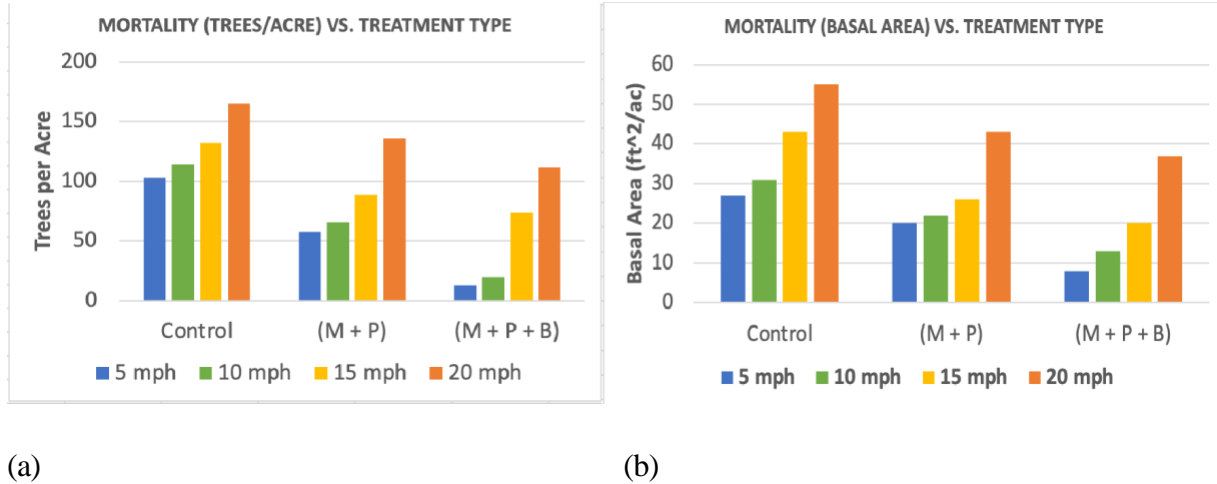 MORTALITY (TREES/ACRE) VS. TREATMENT TYPE
Trees per Acre
200
150
100
50
0
Control (M + P) (M + P + B)
5 mph 10 mph 15 mph 20 mph
MORTALITY (BASAL AREA) VS. TREATMENT TYPE
Basal Area (ft^2/ac)
60
50
40
30
20
10
0
Control (M + P) (M + P + B)
5 mph 10 mph 15 mph 20 mph
(a) (b)